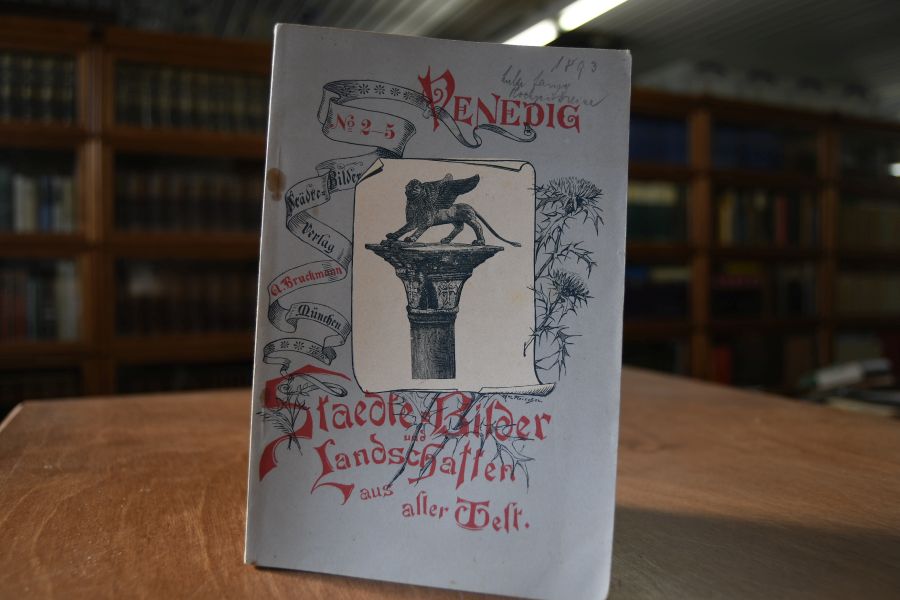 1893
VENEDIG
No 2–5
Städte-Bilder
Verlag
A. Bruckmann
München
Staedte-Bilder
und
Landschaften
aus
aller Welt.